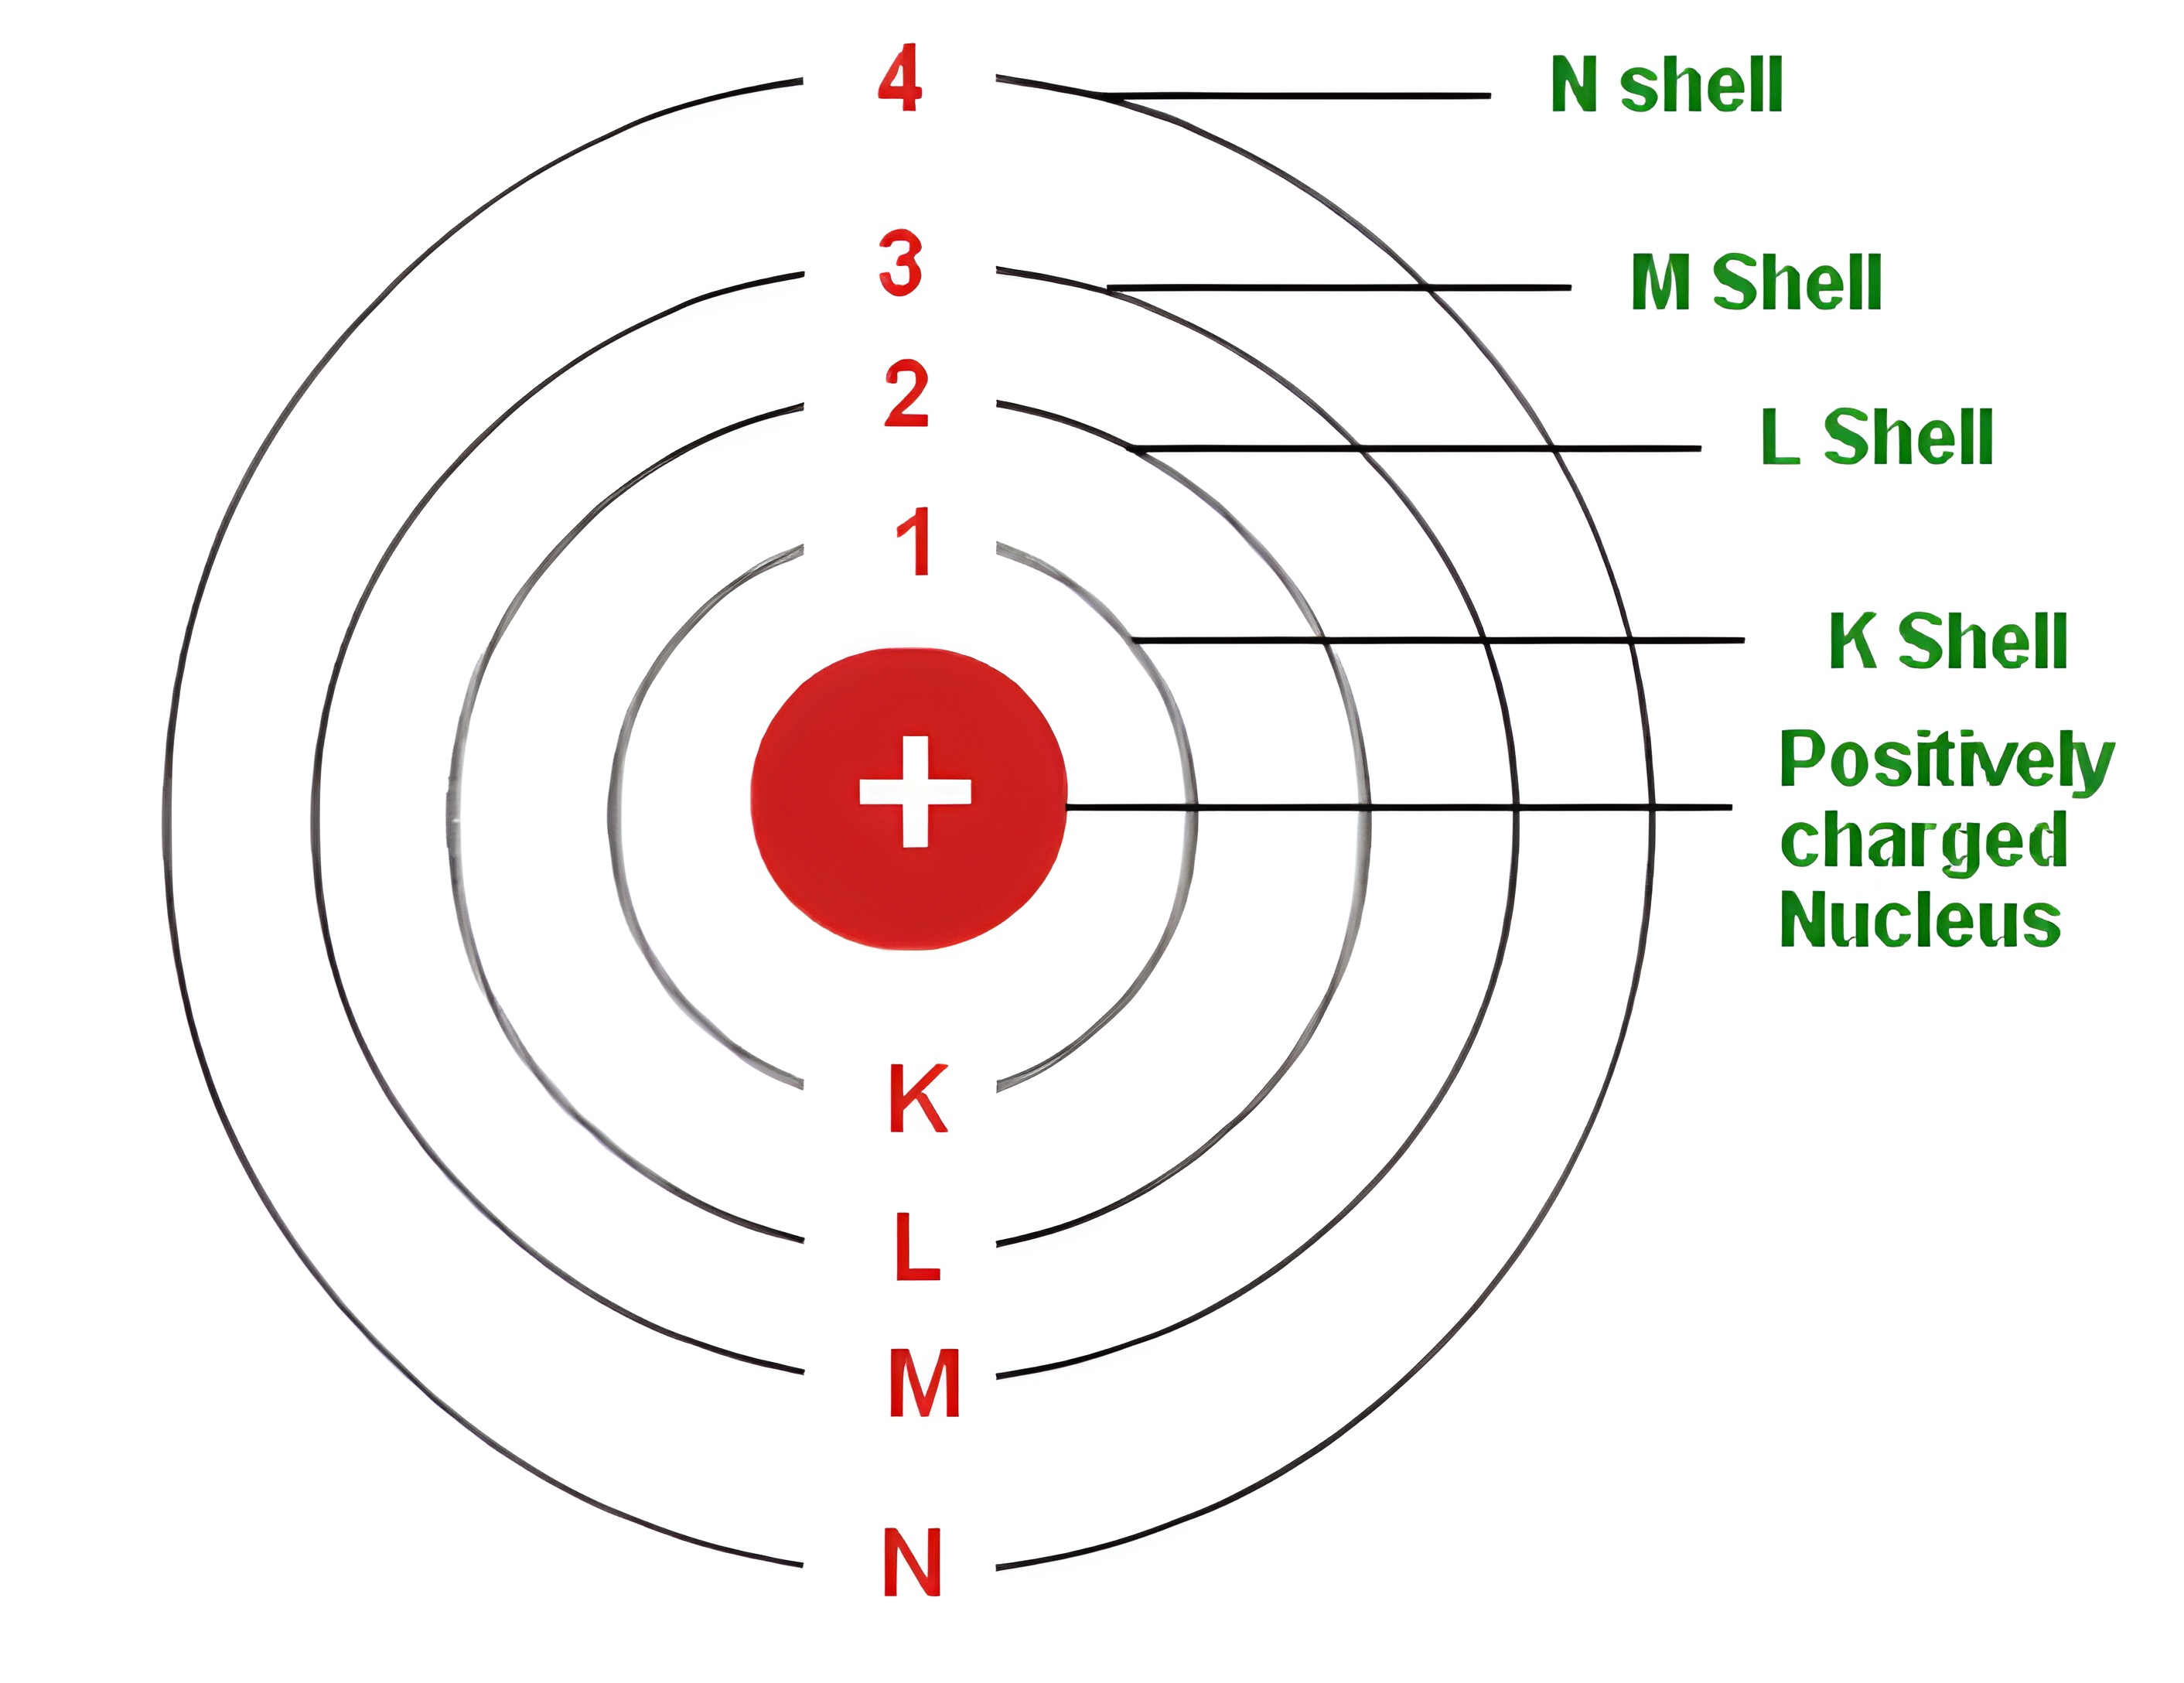 4
N shell
3
M Shell
2
L Shell
1
K Shell
+
Positively
charged
Nucleus
K
L
M
N